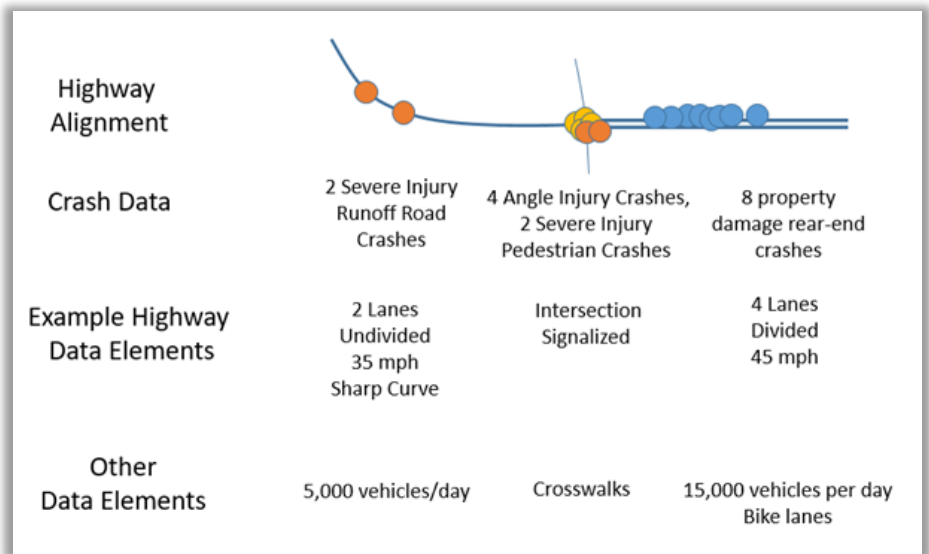 Highway
Alignment
Crash Data
2 Severe Injury
Runoff Road
Crashes
4 Angle Injury Crashes,
2 Severe Injury
Pedestrian Crashes
8 property
damage rear-end
crashes
Example Highway
Data Elements
2 Lanes
Undivided
35 mph
Sharp Curve
Intersection
Signalized
4 Lanes
Divided
45 mph
Other
Data Elements
5,000 vehicles/day
Crosswalks
15,000 vehicles per day
Bike lanes